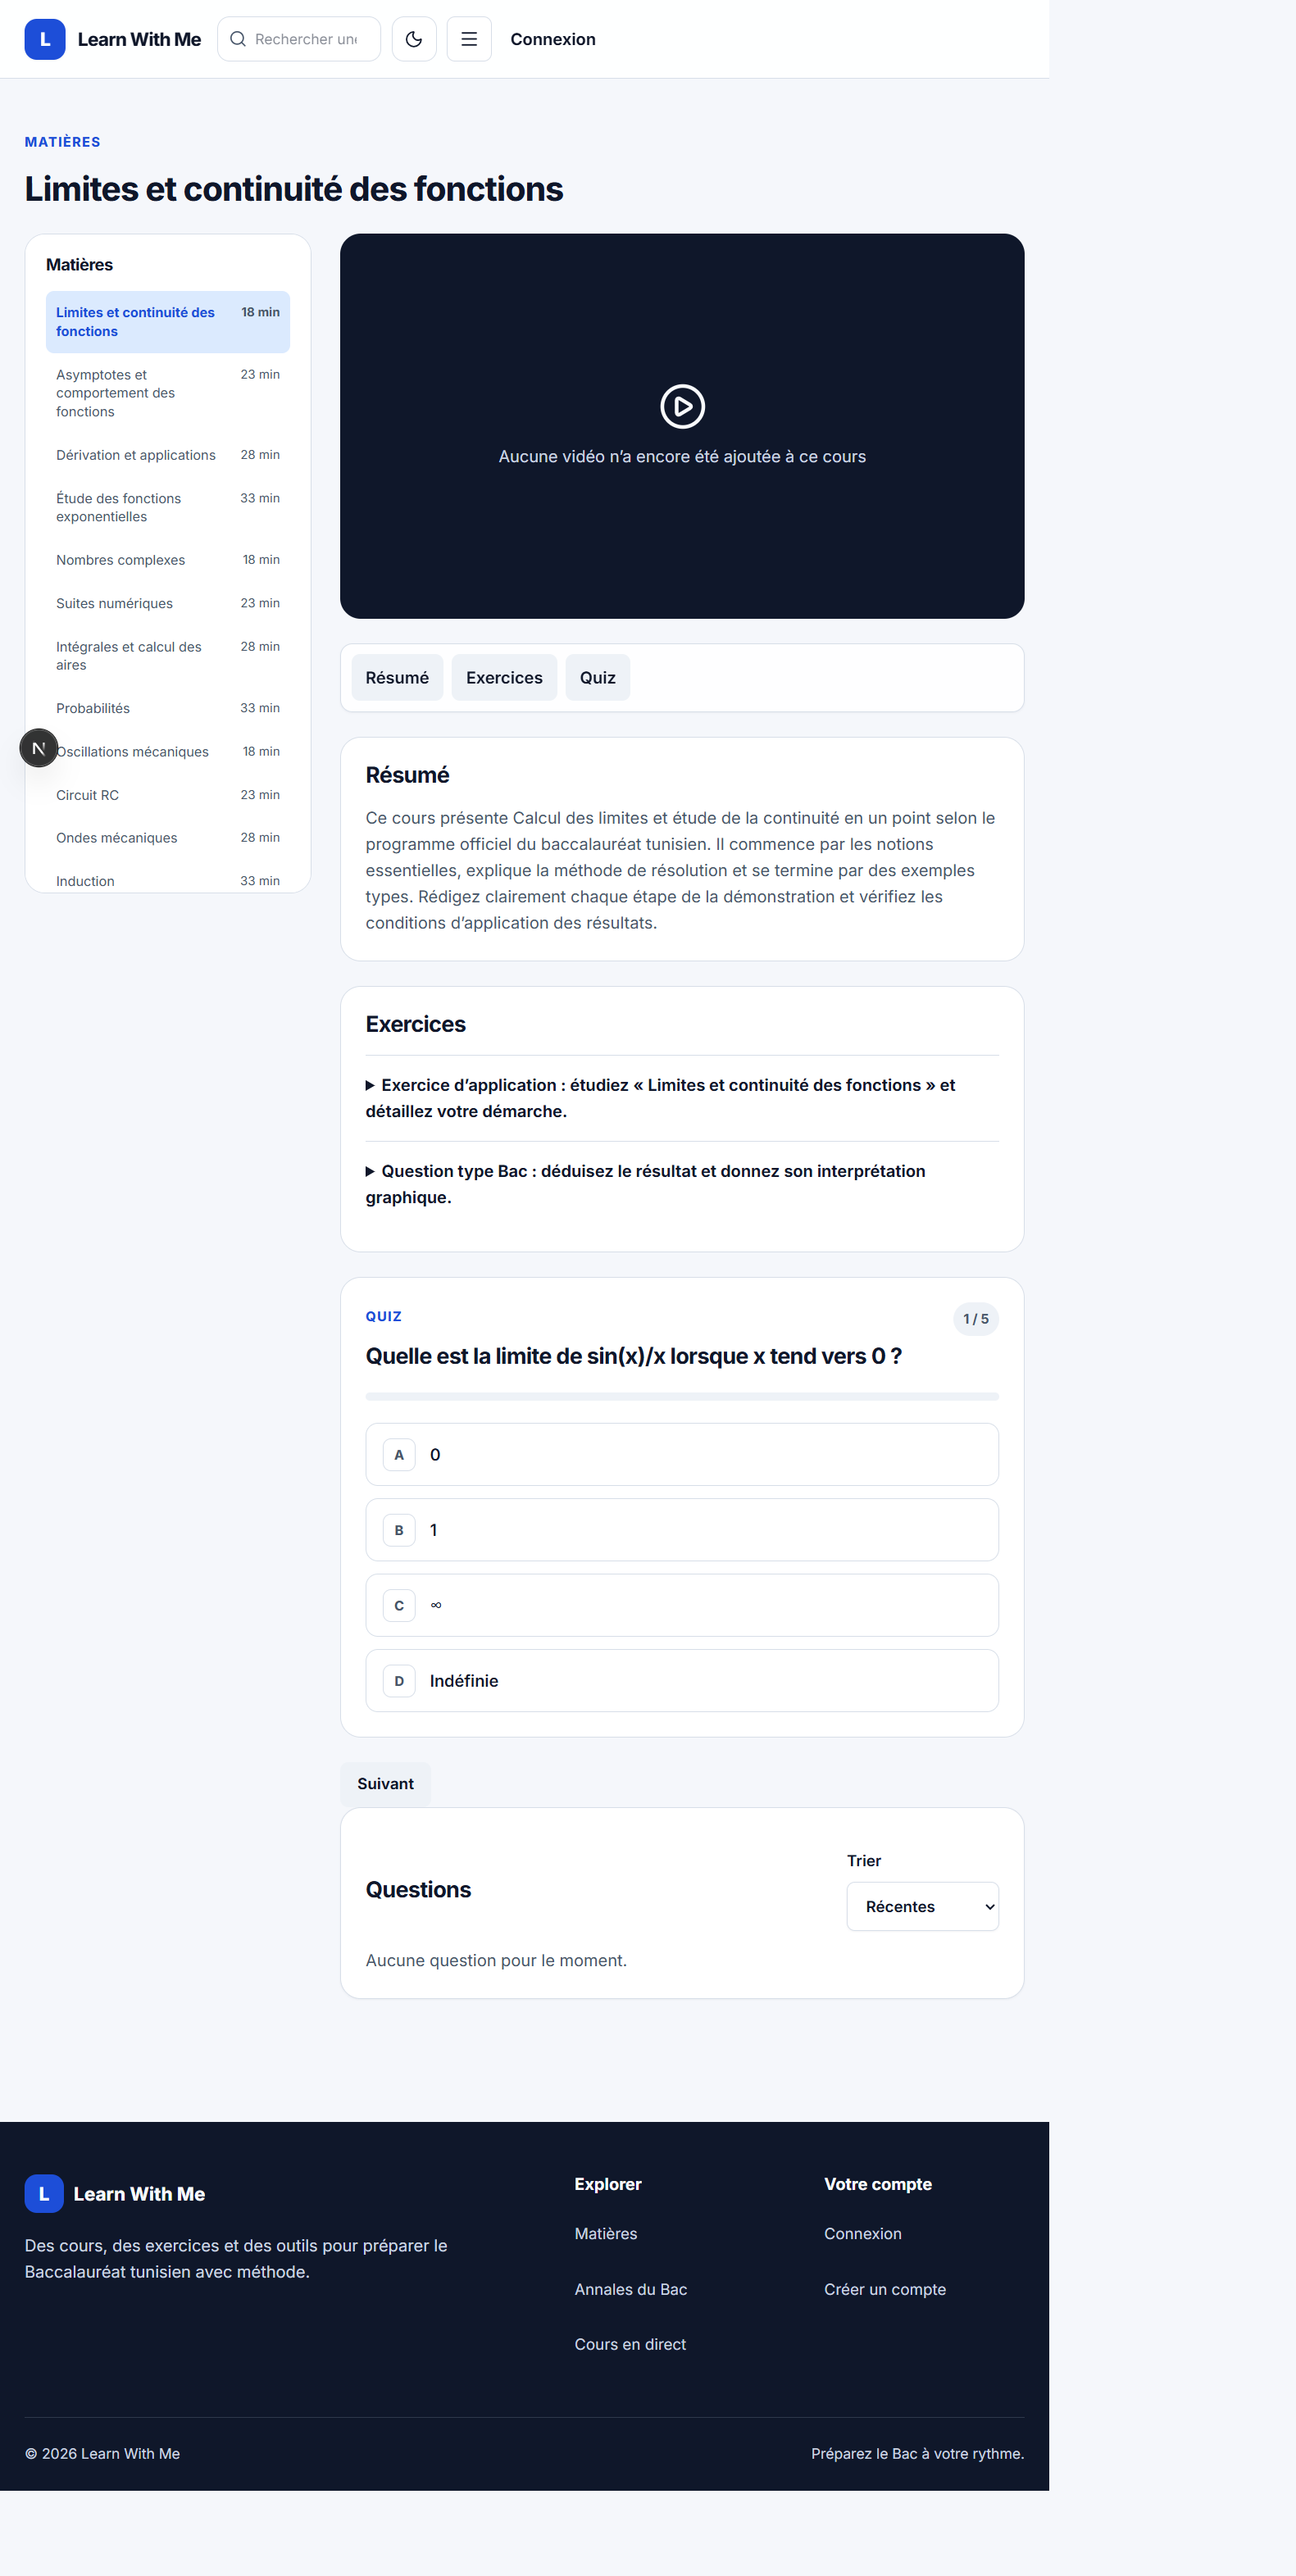 L Learn With Me Rechercher une Connexion
MATIÈRES
Limites et continuité des fonctions
Matières
Limites et continuité des 18 min
fonctions
Asymptotes et 23 min
comportement des
fonctions
Dérivation et applications 28 min
Étude des fonctions 33 min
exponentielles
Nombres complexes 18 min
Suites numériques 23 min
Intégrales et calcul des 28 min
aires
Probabilités 33 min
N
Oscillations mécaniques 18 min
Circuit RC 23 min
Ondes mécaniques 28 min
Induction 33 min
Aucune vidéo n’a encore été ajoutée à ce cours
Résumé Exercices Quiz
Résumé
Ce cours présente Calcul des limites et étude de la continuité en un point selon le
programme officiel du baccalauréat tunisien. Il commence par les notions
essentielles, explique la méthode de résolution et se termine par des exemples
types. Rédigez clairement chaque étape de la démonstration et vérifiez les
conditions d’application des résultats.
Exercices
Exercice d’application : étudiez « Limites et continuité des fonctions » et
détaillez votre démarche.
Question type Bac : déduisez le résultat et donnez son interprétation
graphique.
QUIZ 1 / 5
Quelle est la limite de sin(x)/x lorsque x tend vers 0 ?
A 0
B 1
C ∞
D Indéfinie
Suivant
Questions
Trier
Récentes
Aucune question pour le moment.
L Learn With Me
Des cours, des exercices et des outils pour préparer le
Baccalauréat tunisien avec méthode.
Explorer
Matières
Annales du Bac
Cours en direct
Votre compte
Connexion
Créer un compte
© 2026 Learn With Me
Préparez le Bac à votre rythme.